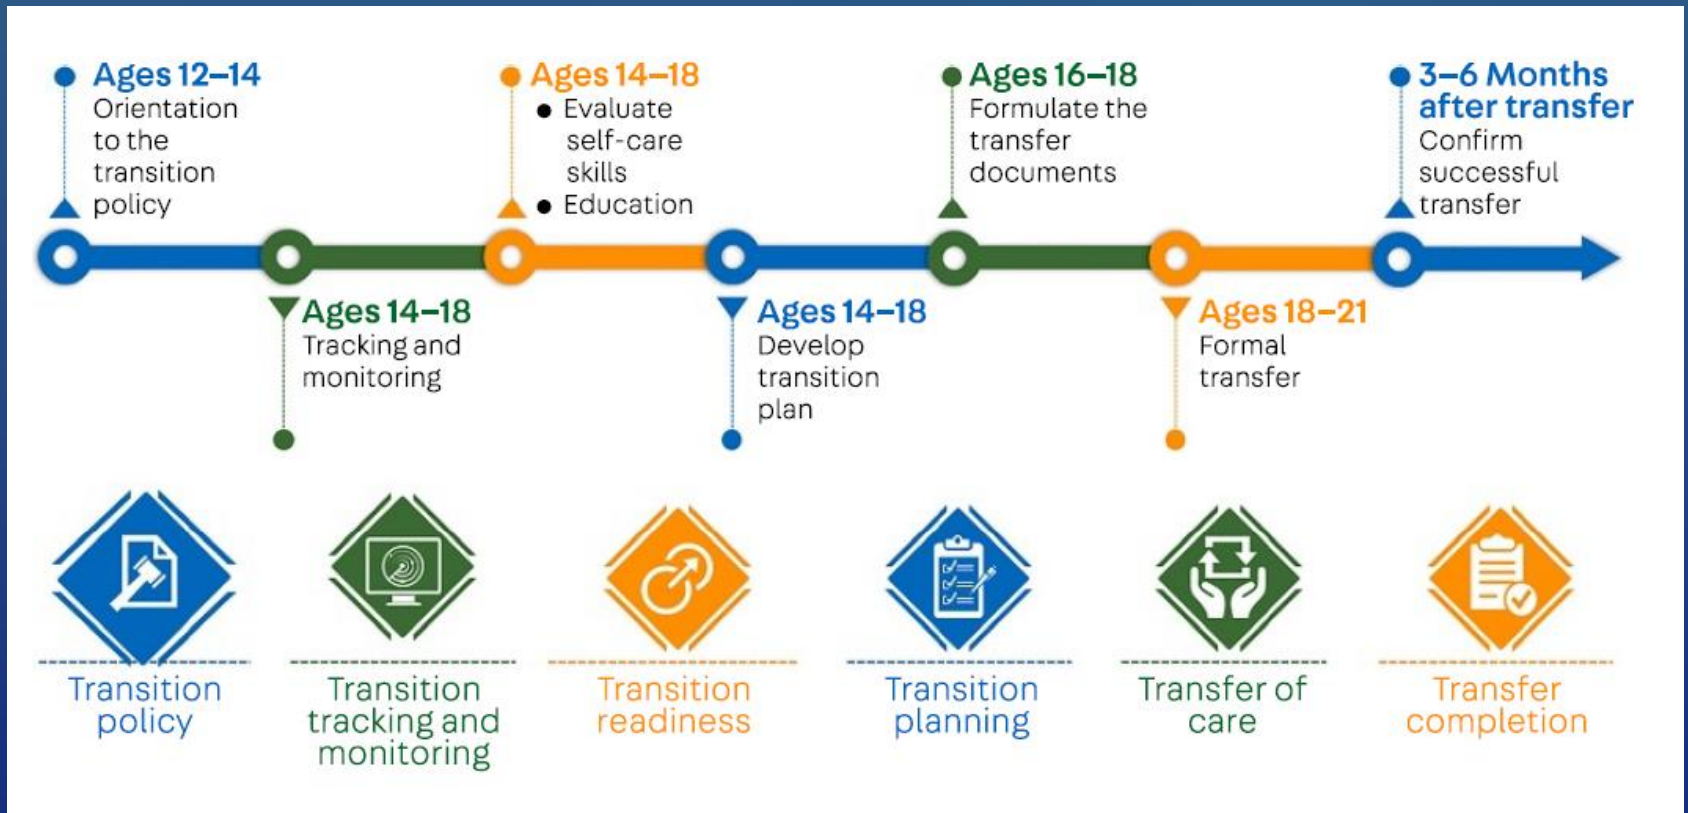 Ages 12–14
Orientation
to the
transition
policy
Ages 14–18
● Evaluate
self-care
skills
● Education
Ages 16–18
Formulate the
transfer
documents
3–6 Months
after transfer
Confirm
successful
transfer
Ages 14–18
Tracking and
monitoring
Ages 14–18
Develop
transition
plan
Ages 18–21
Formal
transfer
Transition
policy
Transition
tracking and
monitoring
Transition
readiness
Transition
planning
Transfer of
care
Transfer
completion